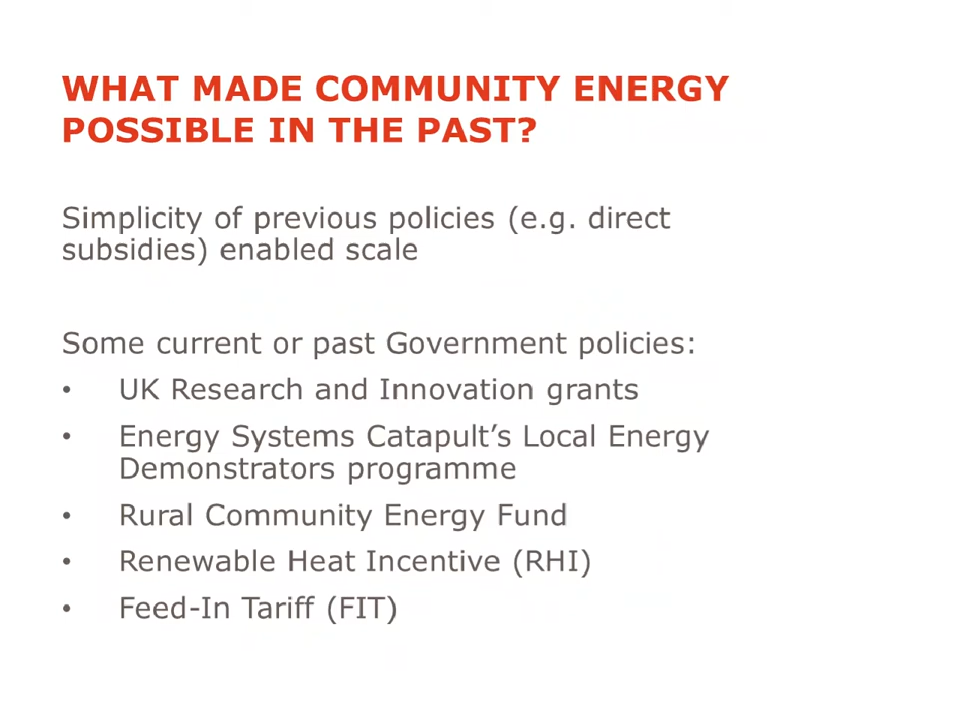 WHAT MADE COMMUNITY ENERGY
POSSIBLE IN THE PAST?
Simplicity of previous policies (e.g. direct
subsidies) enabled scale
Some current or past Government policies:
• UK Research and Innovation grants
• Energy Systems Catapult’s Local Energy
Demonstrators programme
• Rural Community Energy Fund
• Renewable Heat Incentive (RHI)
• Feed-In Tariff (FIT)